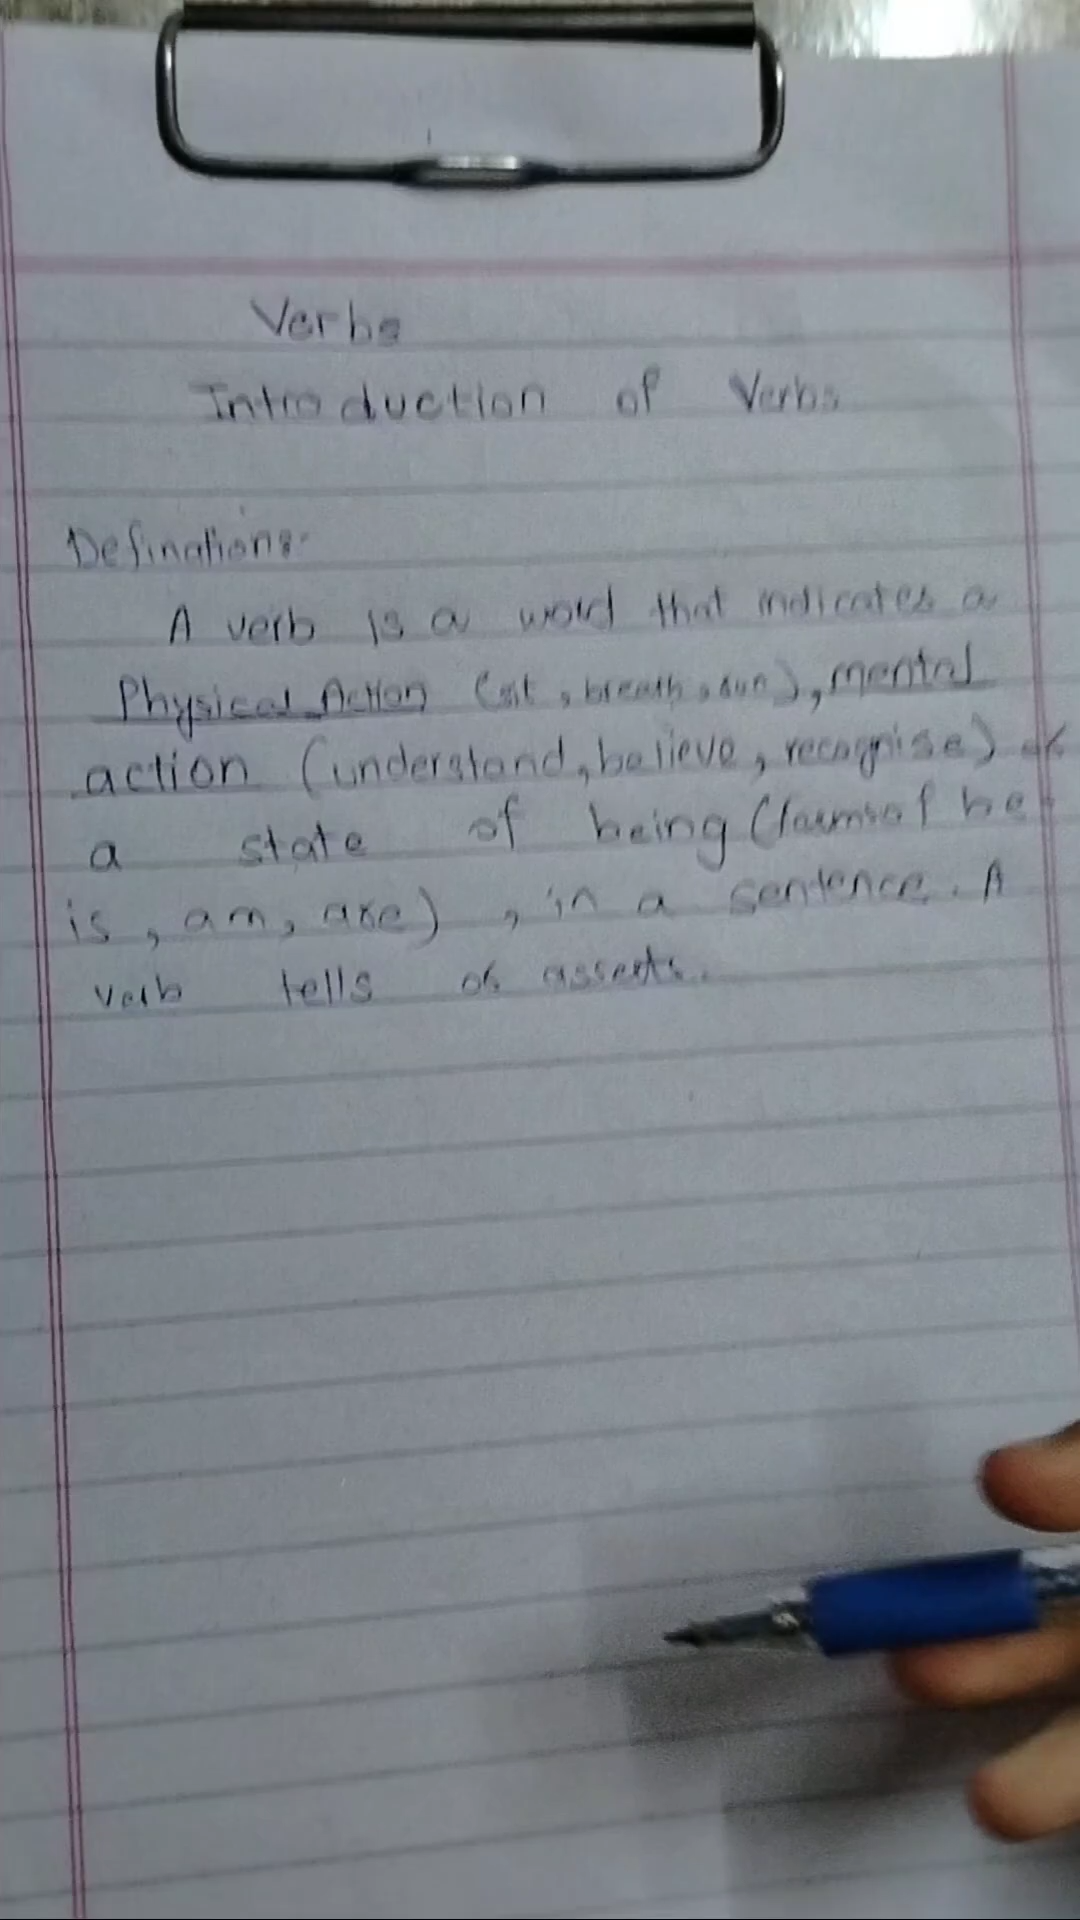 Verbs
Introduction of Verbs
Definations:-
A verb is a word that indicates a
Physical Action (sit, breath, run), mental
action (understand, believe, recognise) or
a state of being (forms of be
is, am, are) , in a sentence. A
verb tells or asserts.